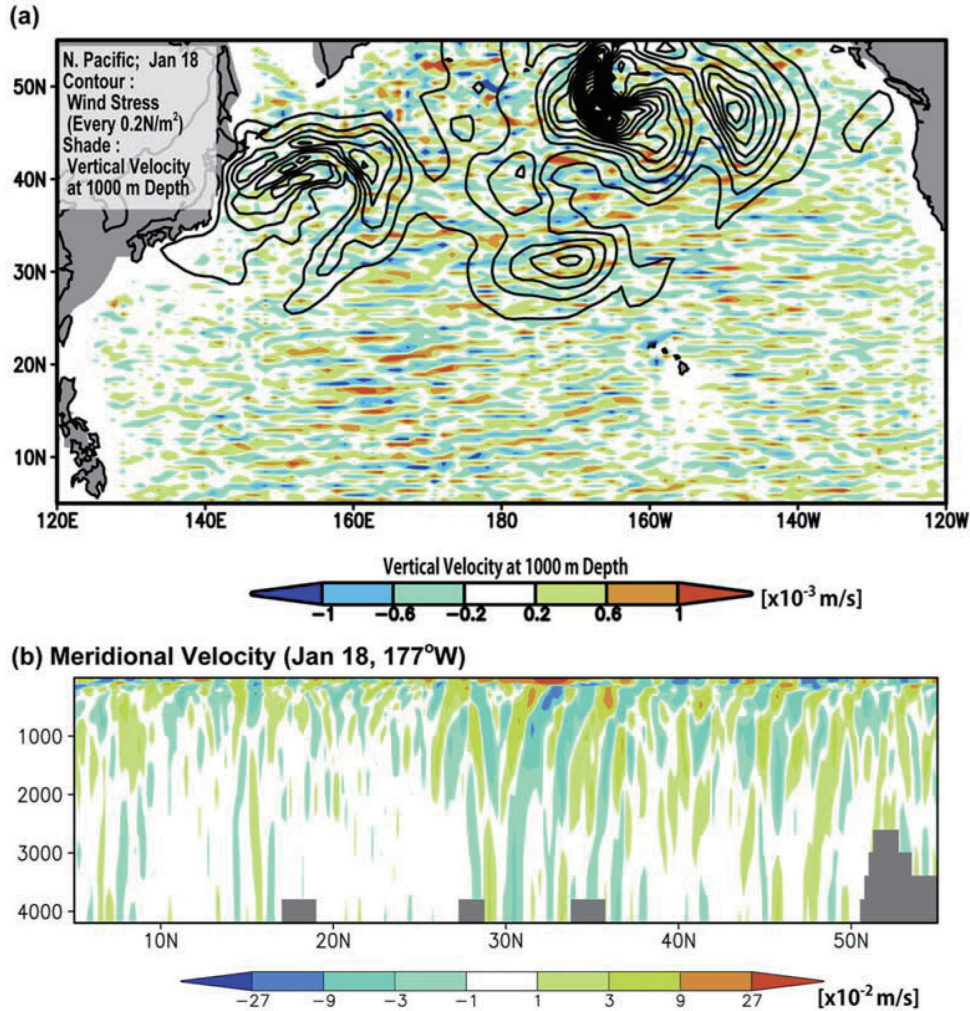 (a)
N. Pacific; Jan 18
Contour :
Wind Stress
(Every 0.2N/m²)
Shade :
Vertical Velocity
at 1000 m Depth
50N
40N
30N
20N
10N
120E 140E 160E 180 160W 140W 120W
Vertical Velocity at 1000 m Depth
-1 -0.6 -0.2 0.2 0.6 1 [x10⁻³ m/s]
(b) Meridional Velocity (Jan 18, 177°W)
1000
2000
3000
4000
10N 20N 30N 40N 50N
-27 -9 -3 -1 1 3 9 27 [x10⁻² m/s]